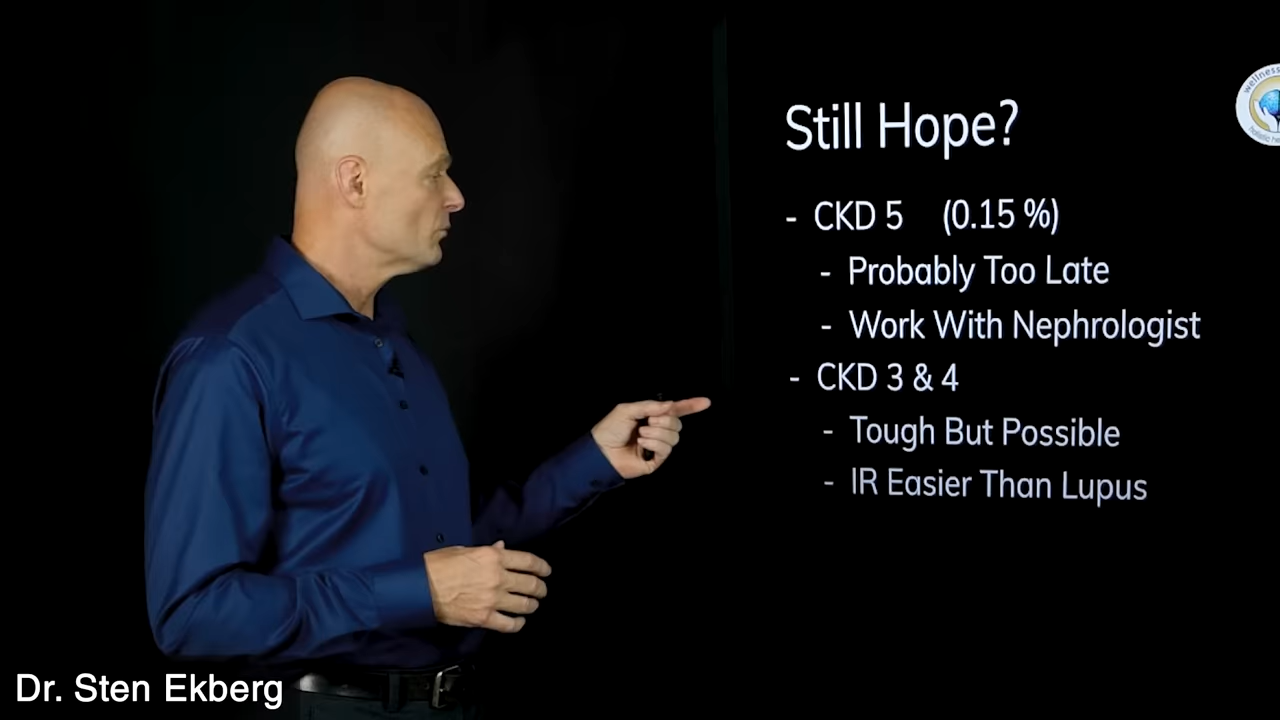 Still Hope?
- CKD 5 (0.15 %)
- Probably Too Late
- Work With Nephrologist
- CKD 3 & 4
- Tough But Possible
- IR Easier Than Lupus
wellness
Dr. Sten Ekberg